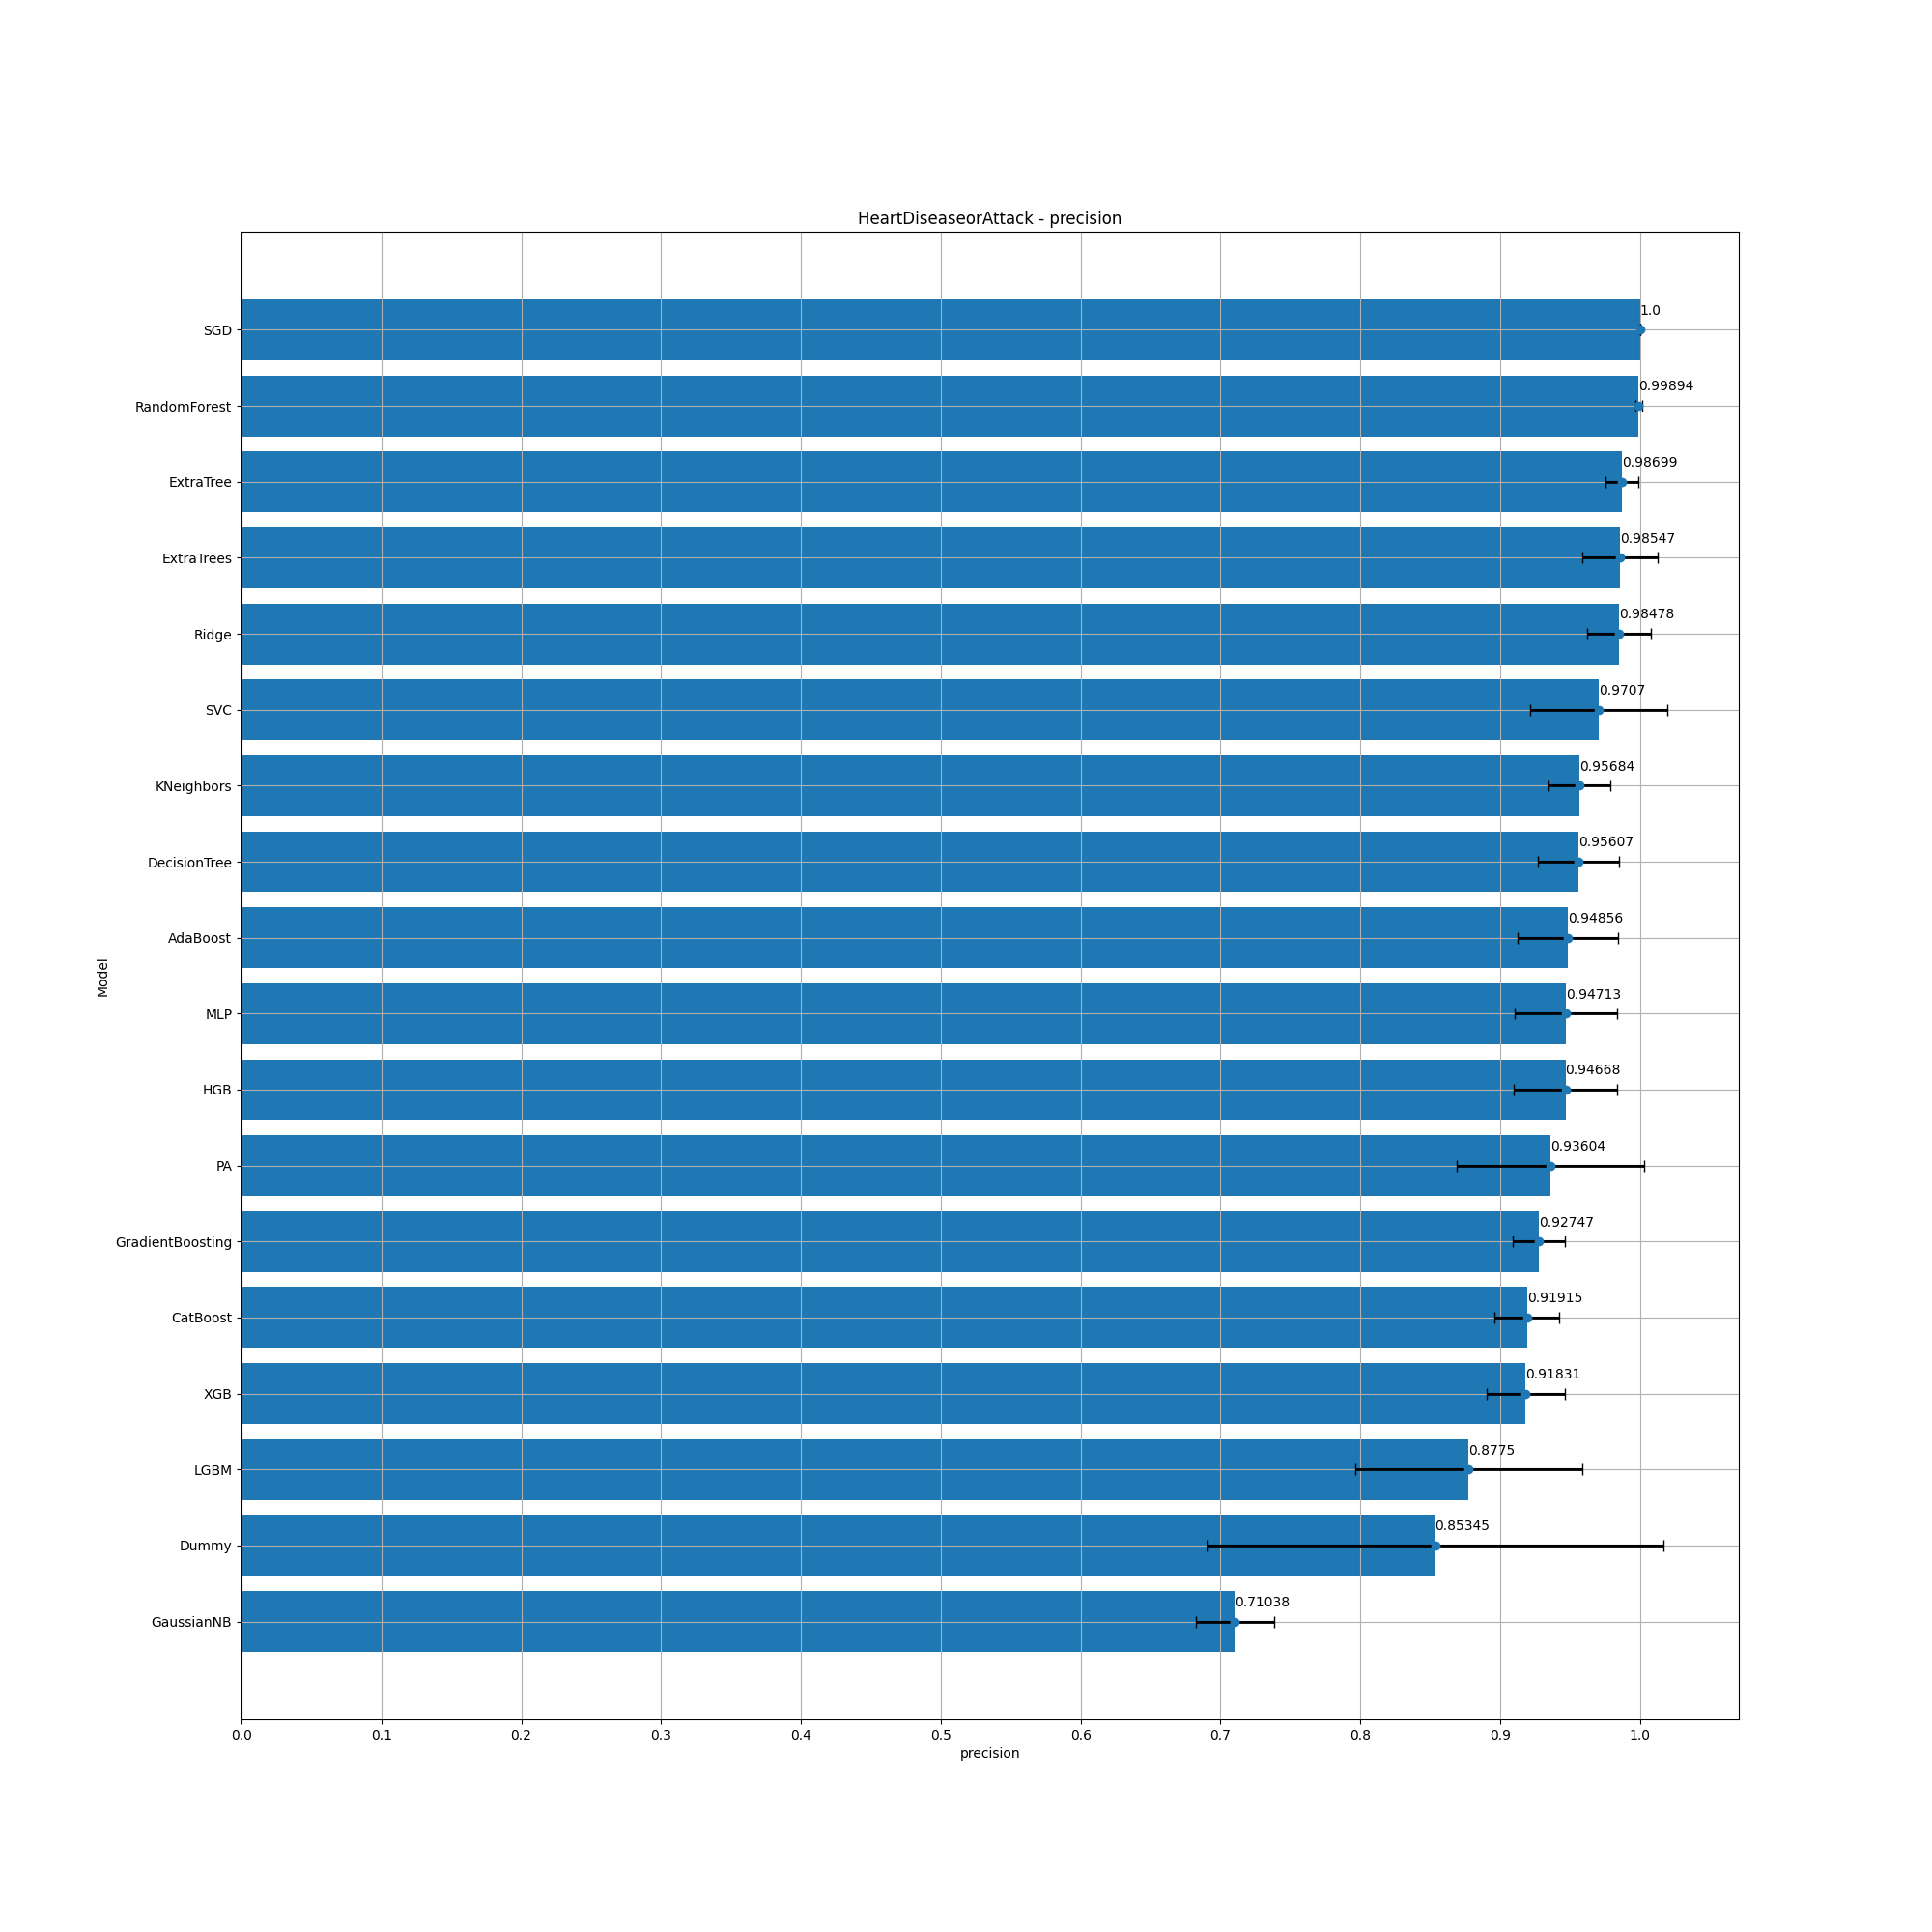 HeartDiseaseorAttack - precision
SGD
1.0
RandomForest
0.99894
ExtraTree
0.98699
ExtraTrees
0.98547
Ridge
0.98478
SVC
0.9707
KNeighbors
0.95684
DecisionTree
0.95607
AdaBoost
0.94856
Model
MLP
0.94713
HGB
0.94668
PA
0.93604
GradientBoosting
0.92747
CatBoost
0.91915
XGB
0.91831
LGBM
0.8775
Dummy
0.85345
GaussianNB
0.71038
0.0 0.1 0.2 0.3 0.4 0.5 0.6 0.7 0.8 0.9 1.0
precision